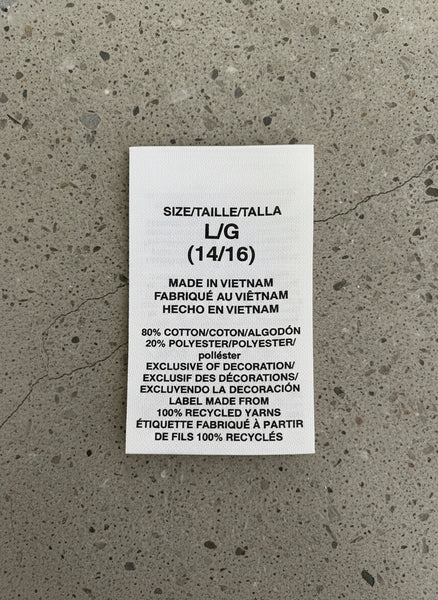 SIZE/TAILLE/TALLA
L/G
(14/16)
MADE IN VIETNAM
FABRIQUÉ AU VIÊTNAM
HECHO EN VIETNAM
80% COTTON/COTON/ALGODÓN
20% POLYESTER/POLYESTER/
poliéster
EXCLUSIVE OF DECORATION/
EXCLUSIF DES DÉCORATIONS/
EXCLUYENDO LA DECORACIÓN
LABEL MADE FROM
100% RECYCLED YARNS
ÉTIQUETTE FABRIQUÉ À PARTIR
DE FILS 100% RECYCLÉS